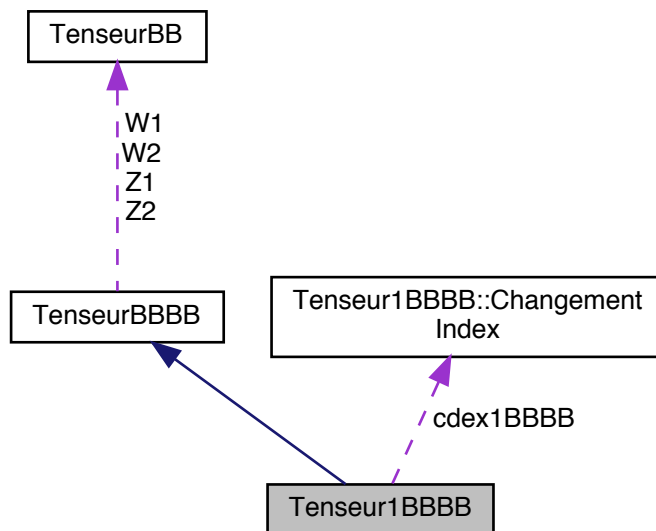 TenseurBB
W1
W2
Z1
Z2
TenseurBBBB
Tenseur1BBBB::Changement
Index
cdex1BBBB
Tenseur1BBBB